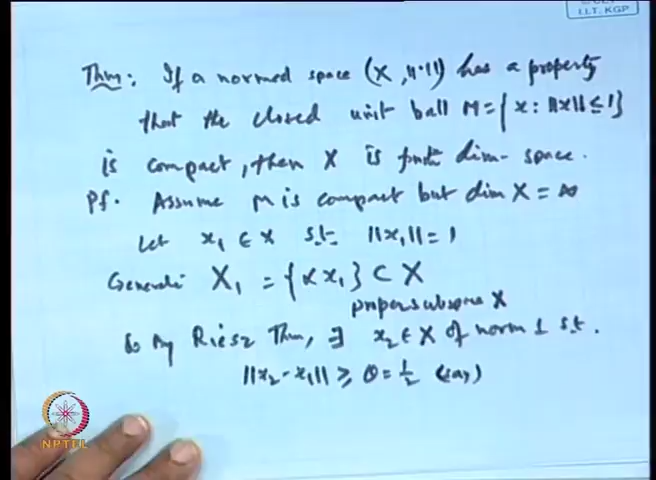 I.I.T. KGP
Thm: If a normed space (X, ||·||) has a property
that the closed unit ball M = { x : ||x|| ≤ 1 }
is compact, then X is finite dim- space.
Pf. Assume M is compact but dim X = ∞
Let x₁ ∈ X s.t. ||x₁|| = 1
Generate X₁ = {αx₁} ⊂ X
proper subspace X
So by Riesz Thm, ∃ x₂ ∈ X of norm 1 s.t.
||x₂ - x₁|| ≥ θ = 1/2 (say)
NPTEL